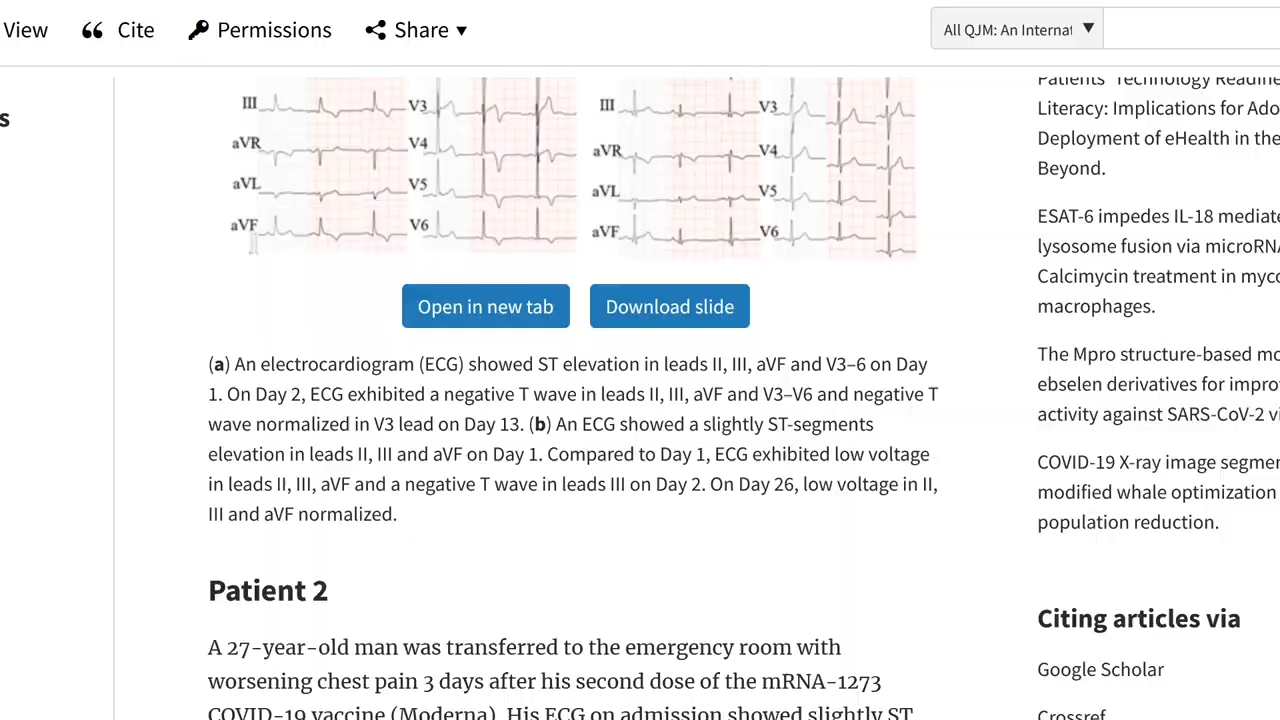 View
Cite
Permissions
Share
All QJM: An Internat
s
III
V3
aVR
V4
aVL
V5
aVF
V6
III
V3
aVR
V4
aVL
V5
aVF
V6
Open in new tab
Download slide
(a) An electrocardiogram (ECG) showed ST elevation in leads II, III, aVF and V3–6 on Day
1. On Day 2, ECG exhibited a negative T wave in leads II, III, aVF and V3–V6 and negative T
wave normalized in V3 lead on Day 13. (b) An ECG showed a slightly ST-segments
elevation in leads II, III and aVF on Day 1. Compared to Day 1, ECG exhibited low voltage
in leads II, III, aVF and a negative T wave in leads III on Day 2. On Day 26, low voltage in II,
III and aVF normalized.
Patient 2
A 27-year-old man was transferred to the emergency room with
worsening chest pain 3 days after his second dose of the mRNA-1273
COVID-19 vaccine (Moderna). His ECG on admission showed slightly ST
Patients' Technology Readine
Literacy: Implications for Ado
Deployment of eHealth in the
Beyond.
ESAT-6 impedes IL-18 mediate
lysosome fusion via microRNA
Calcimycin treatment in myco
macrophages.
The Mpro structure-based mo
ebselen derivatives for improv
activity against SARS-CoV-2 vi
COVID-19 X-ray image segmen
modified whale optimization
population reduction.
Citing articles via
Google Scholar
Crossref